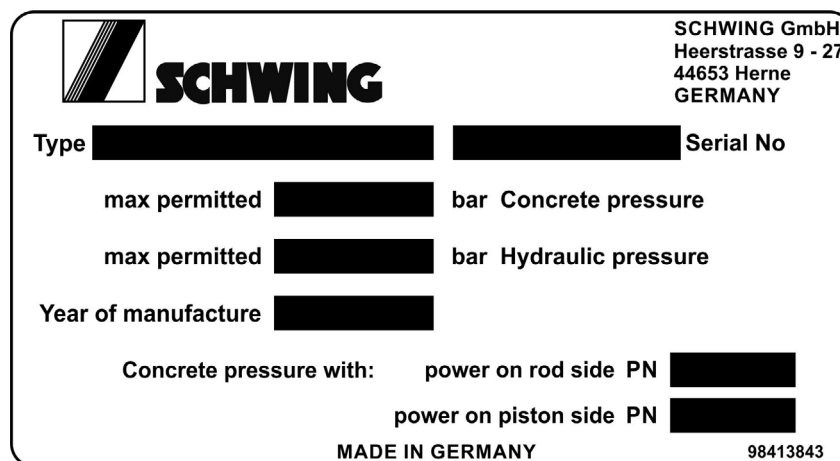 SCHWING
SCHWING GmbH
Heerstrasse 9 - 27
44653 Herne
GERMANY
Type Serial No
max permitted bar Concrete pressure
max permitted bar Hydraulic pressure
Year of manufacture
Concrete pressure with: power on rod side PN
power on piston side PN
MADE IN GERMANY 98413843